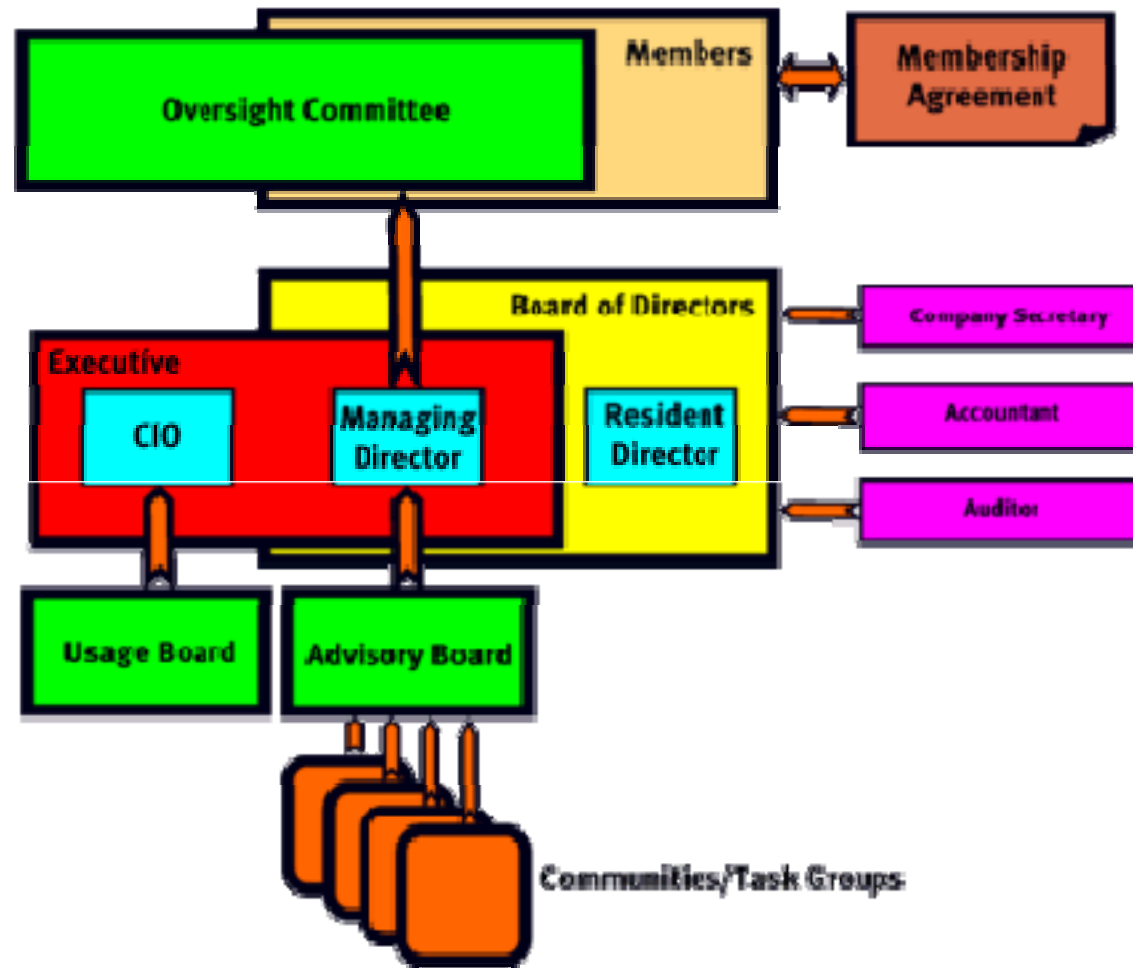 Members
Membership
Agreement
Oversight Committee
Board of Directors
Company Secretary
Executive
CIO
Managing
Director
Resident
Director
Accountant
Auditor
Usage Board
Advisory Board
Communities/Task Groups